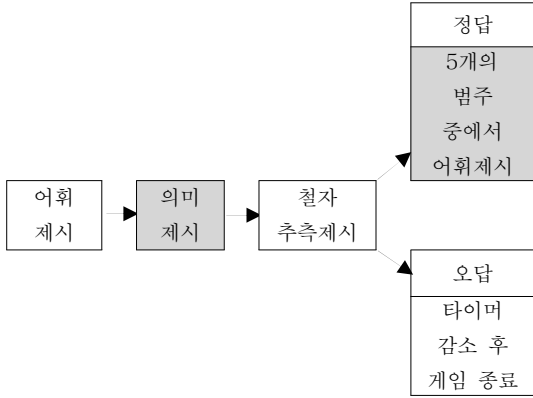 어휘
제시
의미
제시
철자
추측제시
정답
5개의
범주
중에서
어휘제시
오답
타이머
감소 후
게임 종료